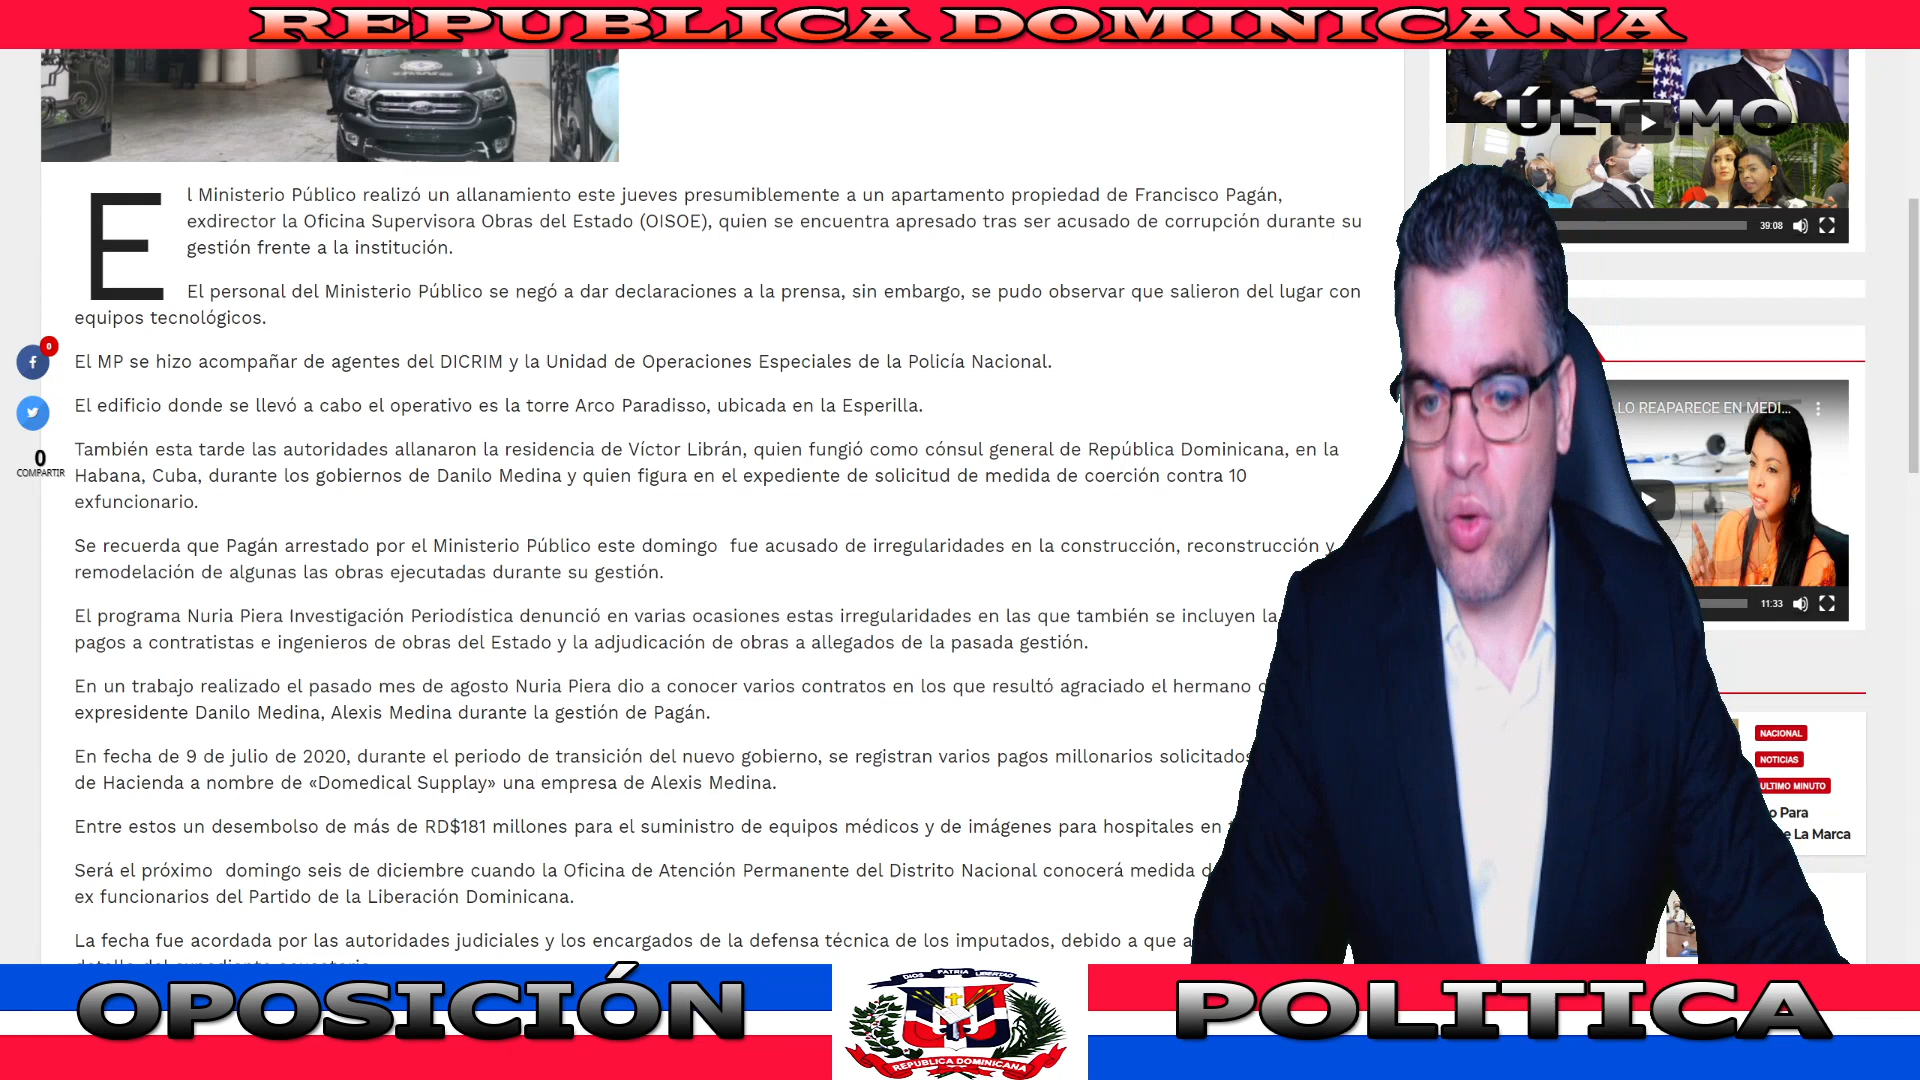 REPUBLICA DOMINICANA
ÚLTIMO
39:08
El Ministerio Público realizó un allanamiento este jueves presumiblemente a un apartamento propiedad de Francisco Pagán,
exdirector la Oficina Supervisora Obras del Estado (OISOE), quien se encuentra apresado tras ser acusado de corrupción durante su
gestión frente a la institución.
El personal del Ministerio Público se negó a dar declaraciones a la prensa, sin embargo, se pudo observar que salieron del lugar con
equipos tecnológicos.
0
El MP se hizo acompañar de agentes del DICRIM y la Unidad de Operaciones Especiales de la Policía Nacional.
El edificio donde se llevó a cabo el operativo es la torre Arco Paradisso, ubicada en la Esperilla.
0
COMPARTIR
También esta tarde las autoridades allanaron la residencia de Víctor Librán, quien fungió como cónsul general de República Dominicana, en la
Habana, Cuba, durante los gobiernos de Danilo Medina y quien figura en el expediente de solicitud de medida de coerción contra 10
exfuncionario.
Se recuerda que Pagán arrestado por el Ministerio Público este domingo fue acusado de irregularidades en la construcción, reconstrucción y
remodelación de algunas las obras ejecutadas durante su gestión.
El programa Nuria Piera Investigación Periodística denunció en varias ocasiones estas irregularidades en las que también se incluyen la
pagos a contratistas e ingenieros de obras del Estado y la adjudicación de obras a allegados de la pasada gestión.
En un trabajo realizado el pasado mes de agosto Nuria Piera dio a conocer varios contratos en los que resultó agraciado el hermano
expresidente Danilo Medina, Alexis Medina durante la gestión de Pagán.
En fecha de 9 de julio de 2020, durante el periodo de transición del nuevo gobierno, se registran varios pagos millonarios solicitados
de Hacienda a nombre de «Domedical Supplay» una empresa de Alexis Medina.
Entre estos un desembolso de más de RD$181 millones para el suministro de equipos médicos y de imágenes para hospitales en
Será el próximo domingo seis de diciembre cuando la Oficina de Atención Permanente del Distrito Nacional conocerá medida
ex funcionarios del Partido de la Liberación Dominicana.
La fecha fue acordada por las autoridades judiciales y los encargados de la defensa técnica de los imputados, debido a que a
LO REAPARECE EN MEDI...
11:33
NACIONAL
NOTICIAS
ULTIMO MINUTO
o Para
La Marca
OPOSICIÓN
DIOS PATRIA LIBERTAD
REPUBLICA DOMINICANA
POLITICA